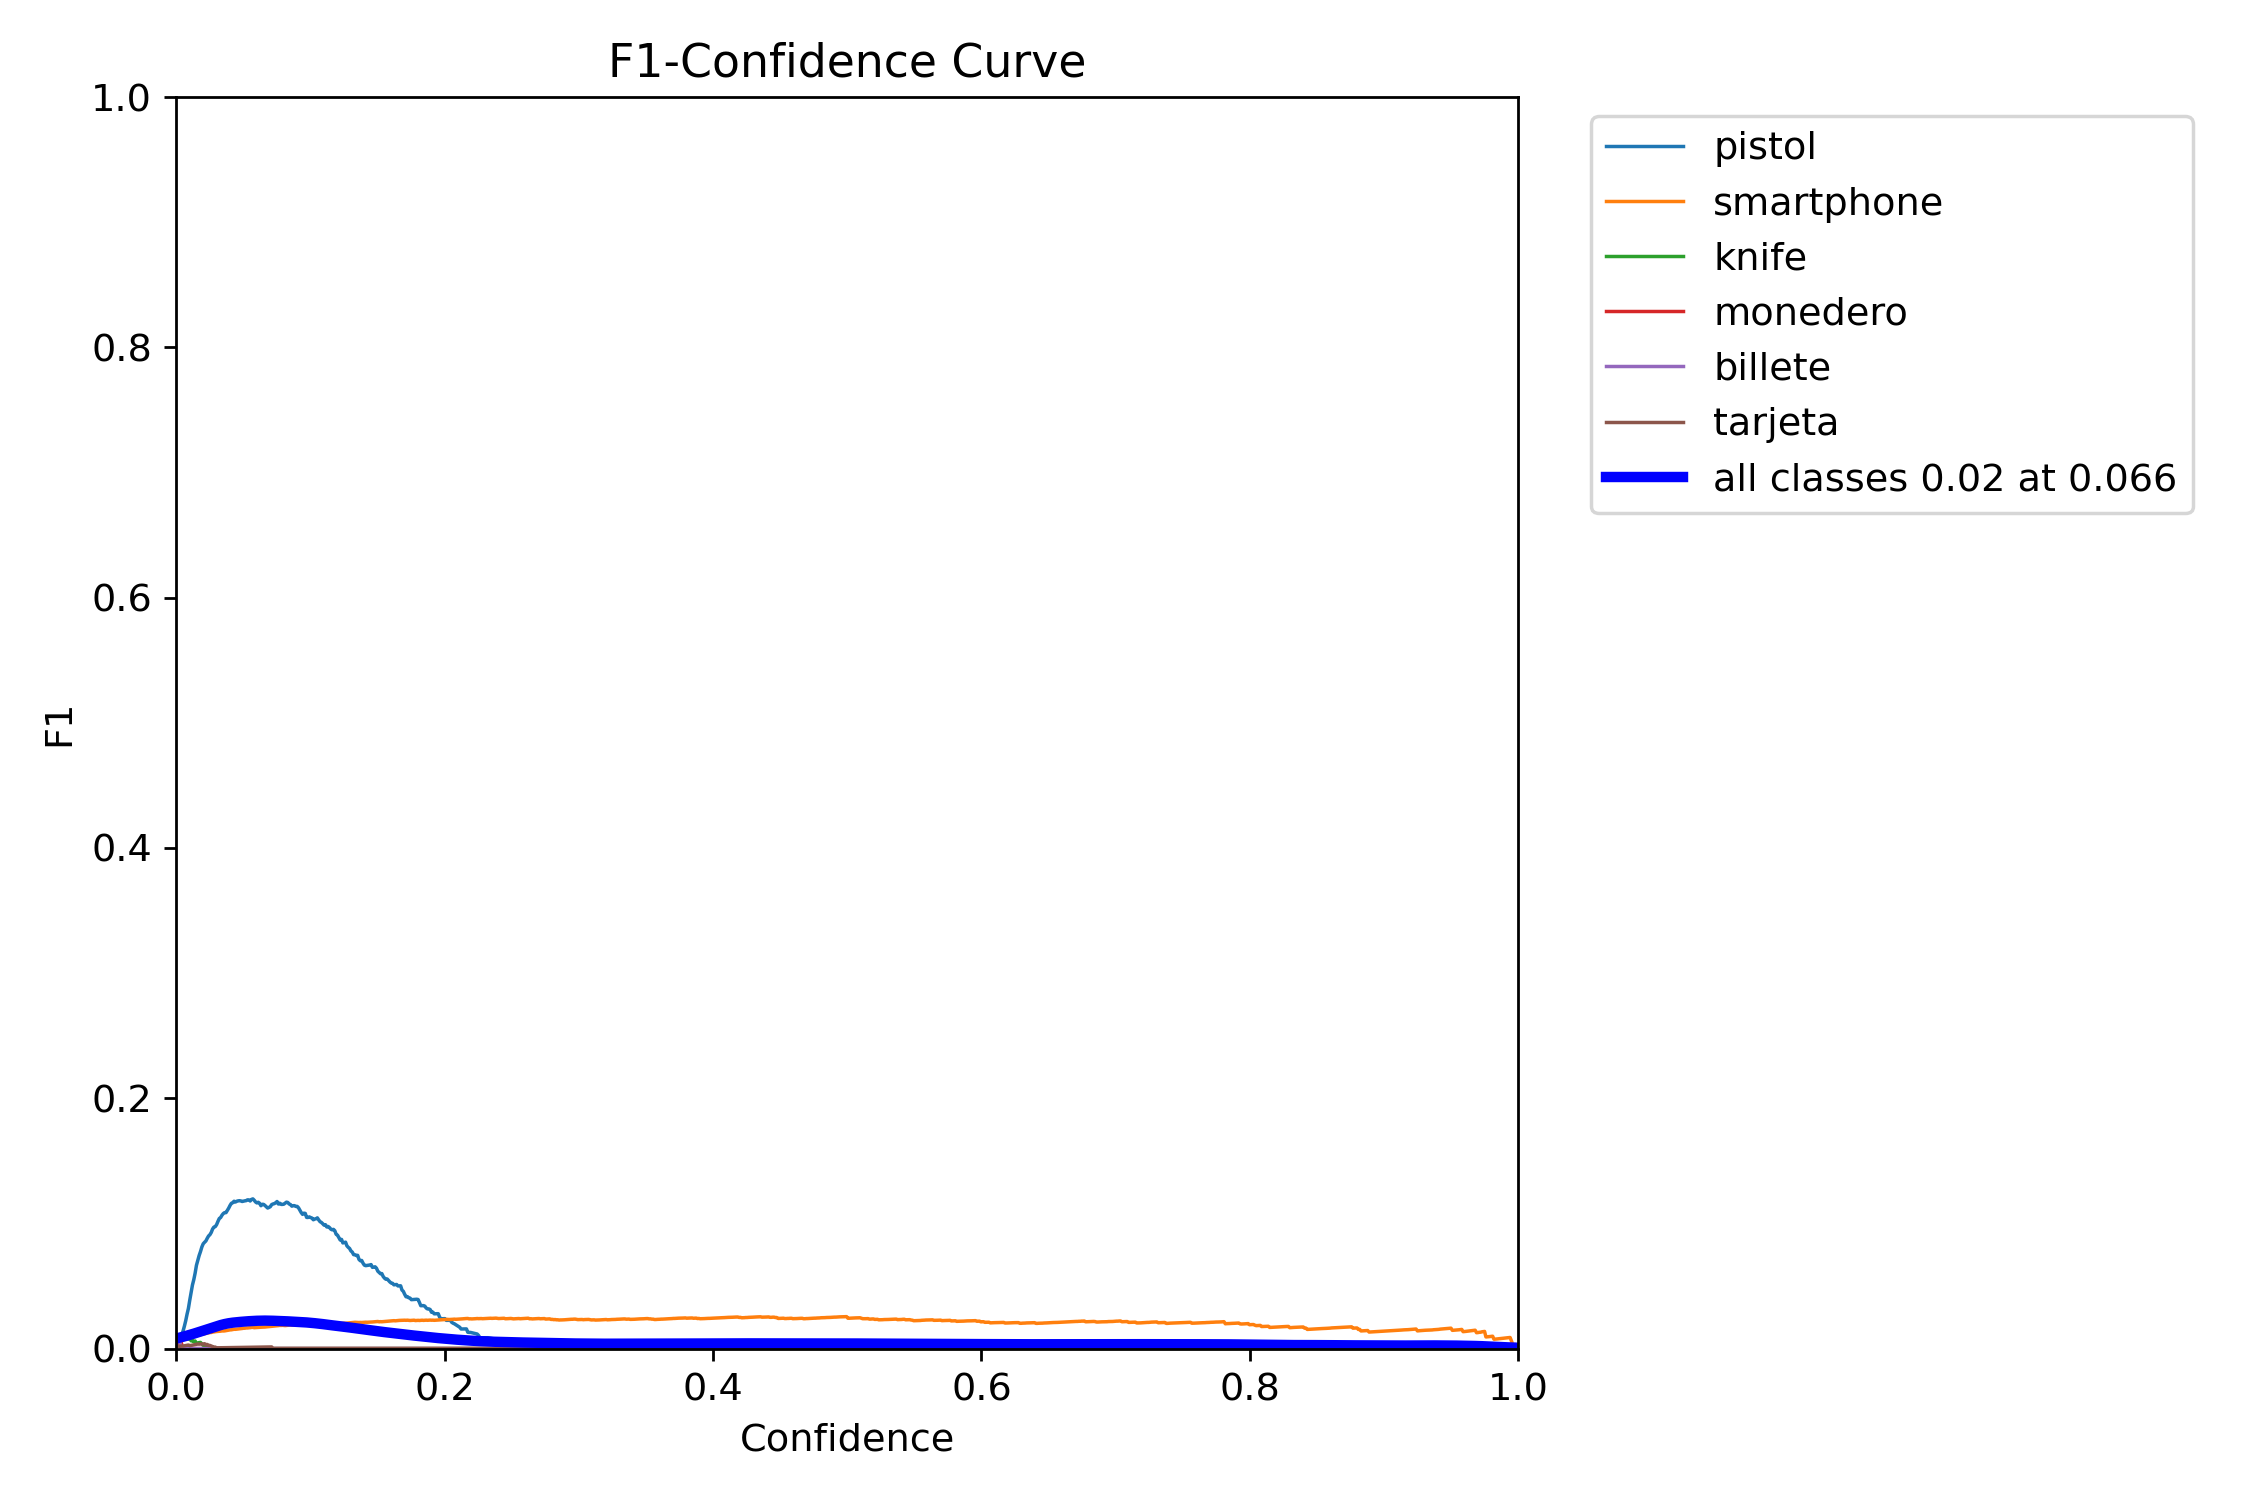 F1-Confidence Curve
1.0
0.8
0.6
0.4
0.2
0.0
F1
0.0 0.2 0.4 0.6 0.8 1.0
Confidence
pistol
smartphone
knife
monedero
billete
tarjeta
all classes 0.02 at 0.066